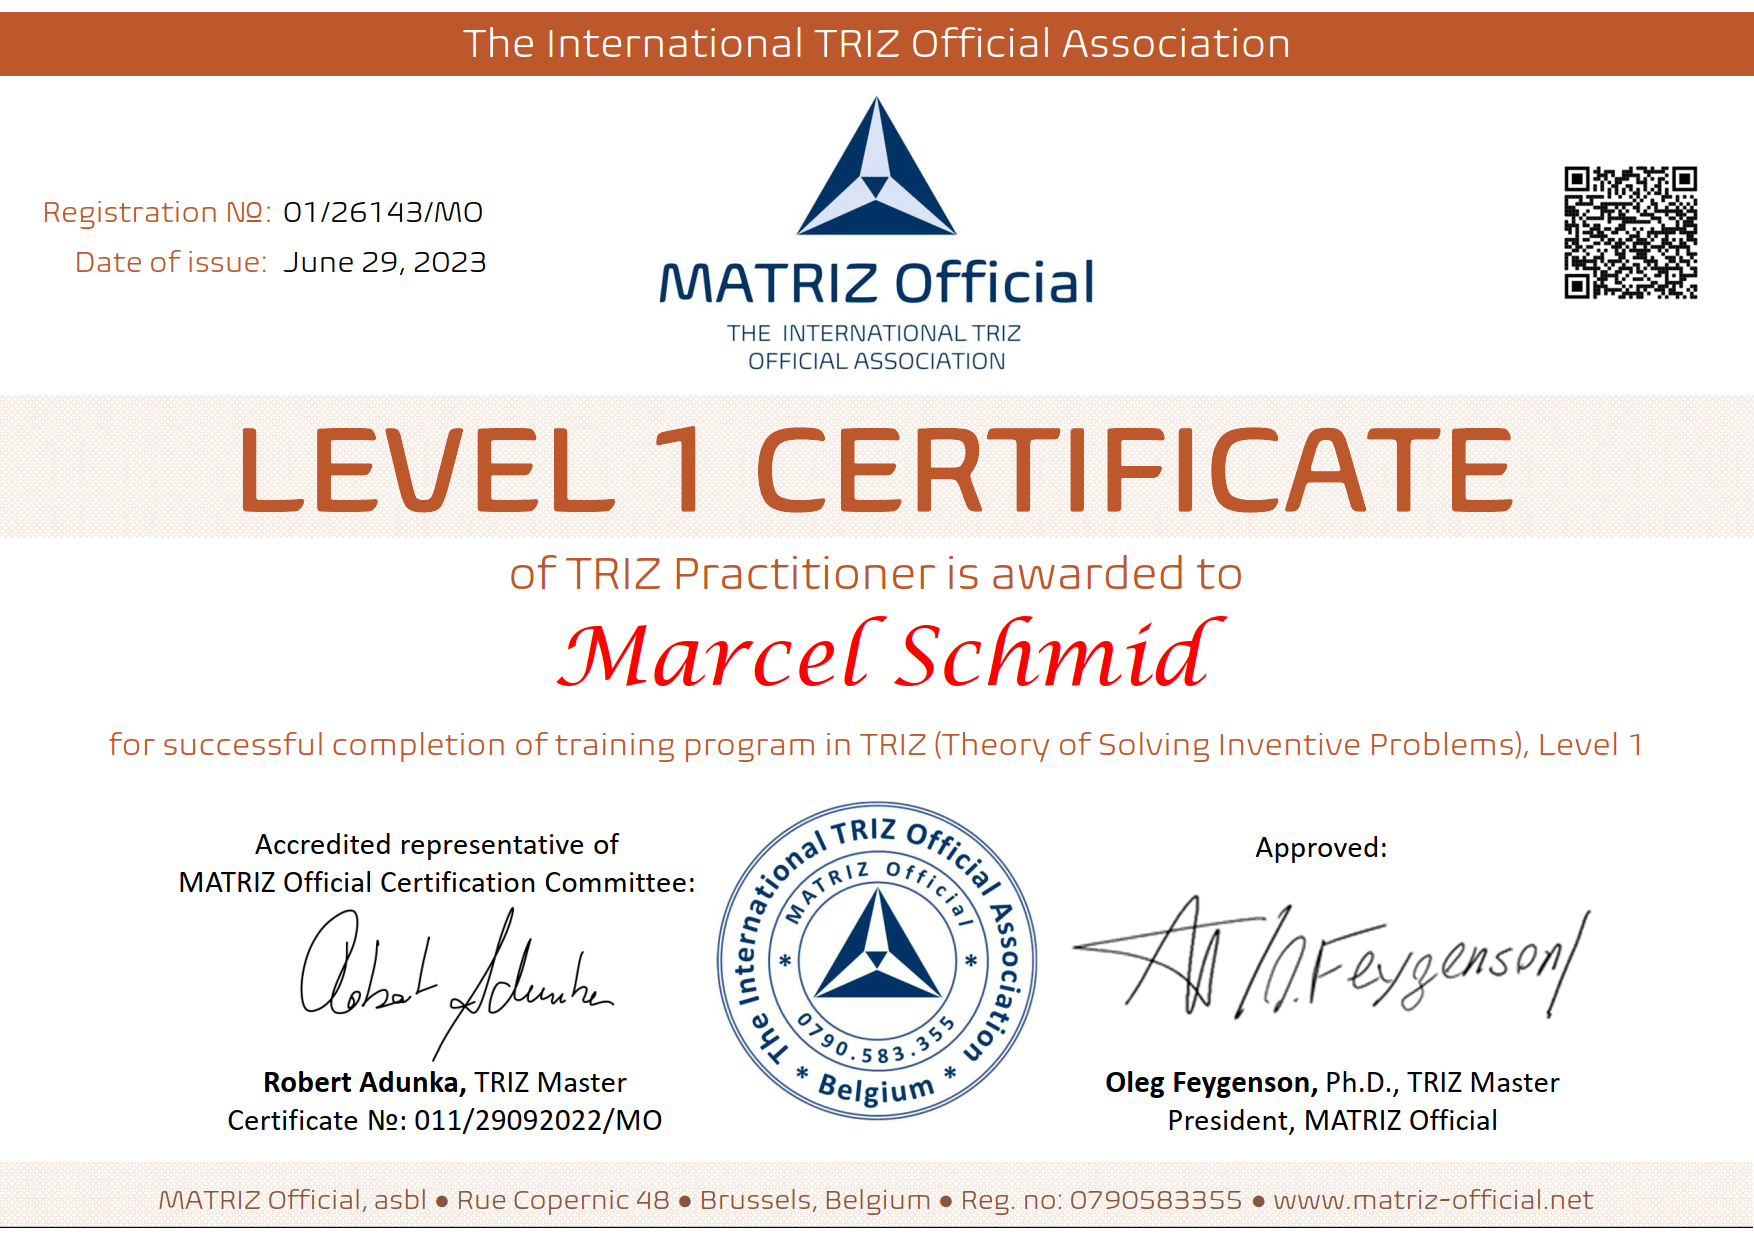 The International TRIZ Official Association
Registration №: 01/26143/MO
Date of issue: June 29, 2023
MATRIZ Official
THE INTERNATIONAL TRIZ
OFFICIAL ASSOCIATION
LEVEL 1 CERTIFICATE
of TRIZ Practitioner is awarded to
Marcel Schmid
for successful completion of training program in TRIZ (Theory of Solving Inventive Problems), Level 1
Accredited representative of
MATRIZ Official Certification Committee:
Robert Adunka
Robert Adunka, TRIZ Master
Certificate №: 011/29092022/MO
The International TRIZ Official Association
* Belgium *
* MATRIZ Official *
0790.583.355
Approved:
O. Feygenson
Oleg Feygenson, Ph.D., TRIZ Master
President, MATRIZ Official
MATRIZ Official, asbl ● Rue Copernic 48 ● Brussels, Belgium ● Reg. no: 0790583355 ● www.matriz-official.net